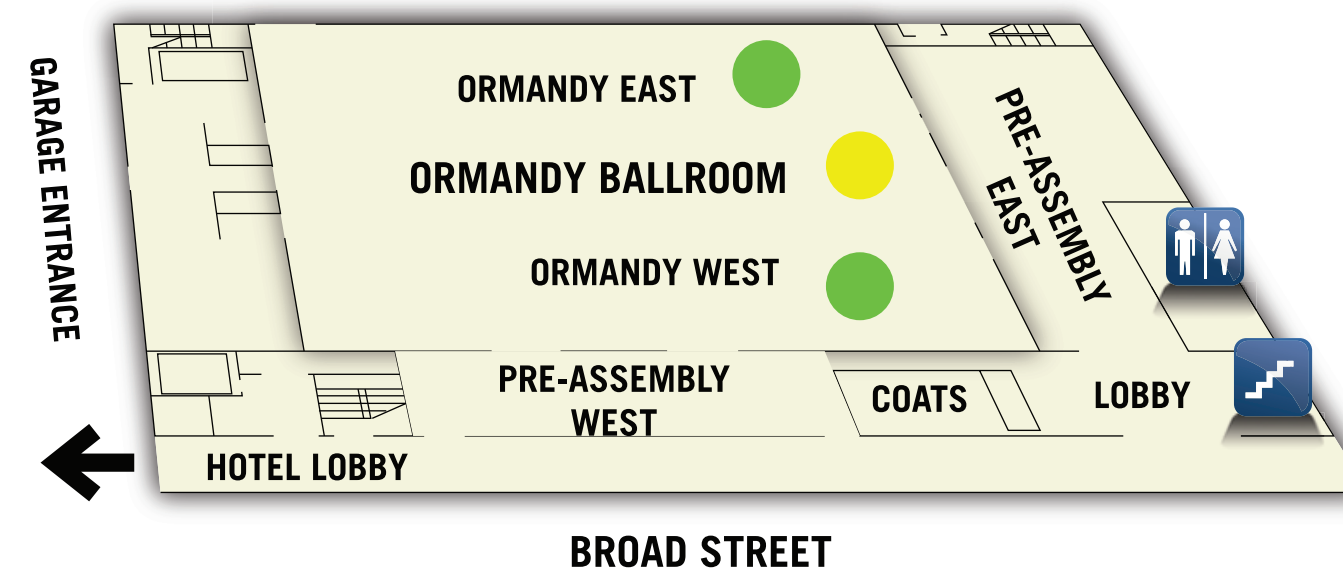 GARAGE ENTRANCE
ORMANDY EAST
ORMANDY BALLROOM
ORMANDY WEST
PRE-ASSEMBLY
EAST
PRE-ASSEMBLY
WEST
COATS
LOBBY
HOTEL LOBBY
BROAD STREET